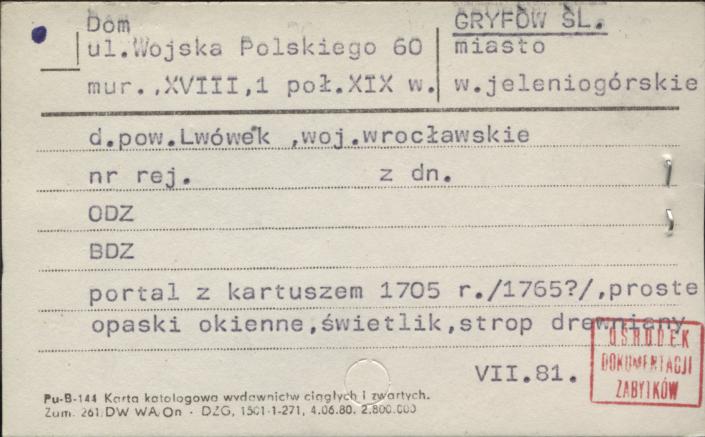 Dom
ul.Wojska Polskiego 60
mur.,XVIII,1 poł.XIX w.
GRYFÓW ŚL.
miasto
w.jeleniogórskie
d.pow.Lwówek ,woj.wrocławskie
nr rej. z dn.
ODZ
BDZ
portal z kartuszem 1705 r./1765?/,proste
opaski okienne,świetlik,strop drewniany
VII.81.
OŚRODEK
DOKUMENTACJI
ZABYTKÓW
Pu-B-144 Karta katalogowa wydawnictw ciągłych i zwartych.
Zam. 261/DW WA/On - DZG, 1501-1-271, 4.06.80. 2.800.000